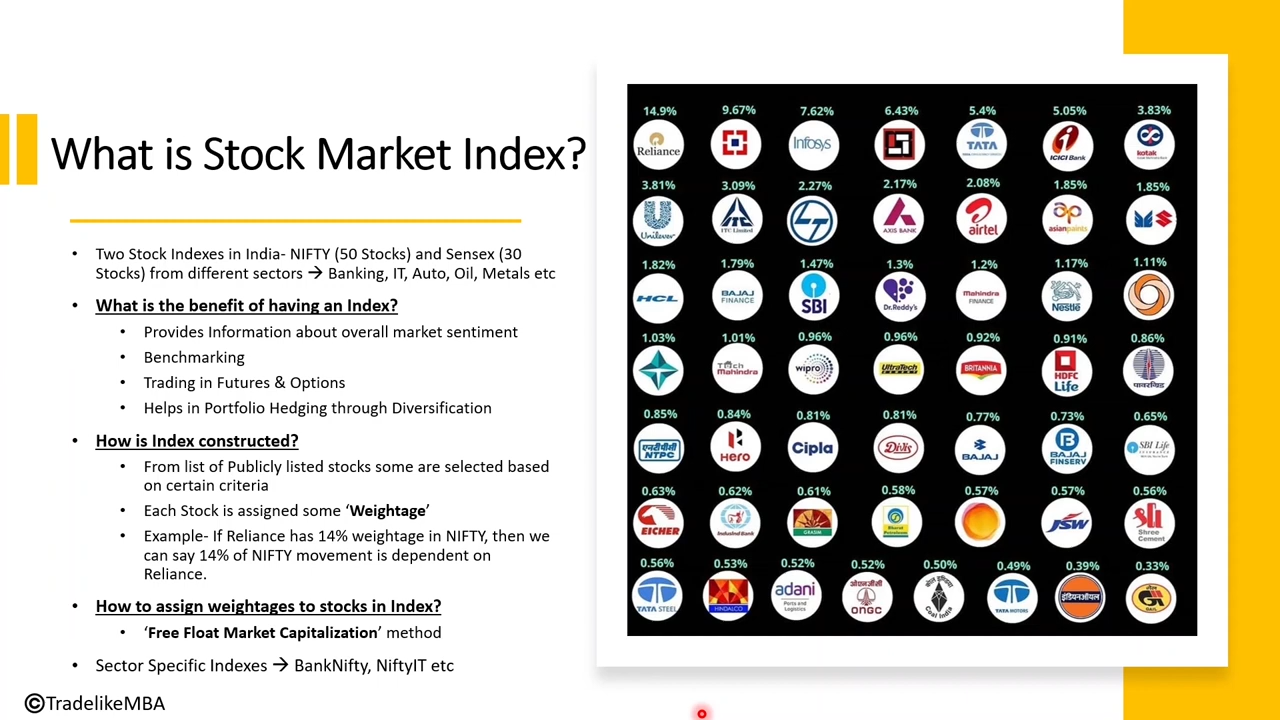 What is Stock Market Index?
• Two Stock Indexes in India- NIFTY (50 Stocks) and Sensex (30
Stocks) from different sectors → Banking, IT, Auto, Oil, Metals etc
• What is the benefit of having an Index?
• Provides Information about overall market sentiment
• Benchmarking
• Trading in Futures & Options
• Helps in Portfolio Hedging through Diversification
• How is Index constructed?
• From list of Publicly listed stocks some are selected based
on certain criteria
• Each Stock is assigned some ‘Weightage’
• Example- If Reliance has 14% weightage in NIFTY, then we
can say 14% of NIFTY movement is dependent on
Reliance.
• How to assign weightages to stocks in Index?
• ‘Free Float Market Capitalization’ method
• Sector Specific Indexes → BankNifty, NiftyIT etc
©TradelikeMBA
14.9% 9.67% 7.62% 6.43% 5.4% 5.05% 3.83%
Reliance Infosys TATA ICICI Bank kotak
3.81% 3.09% 2.27% 2.17% 2.08% 1.85% 1.85%
Unilever ITC Limited AXIS BANK airtel asianpaints
1.82% 1.79% 1.47% 1.3% 1.2% 1.17% 1.11%
HCL BAJAJ FINANCE SBI Dr.Reddy's Mahindra FINANCE Nestle
1.03% 1.01% 0.96% 0.96% 0.92% 0.91% 0.86%
Tech Mahindra wipro UltraTech BRITANNIA HDFC Life पावरग्रिड
0.85% 0.84% 0.81% 0.81% 0.77% 0.73% 0.65%
एनटीपीसी NTPC Hero Cipla Divis BAJAJ BAJAJ FINSERV SBI Life
0.63% 0.62% 0.61% 0.58% 0.57% 0.57% 0.56%
EICHER IndusInd Bank GRASIM Bharat Petroleum JSW Shree Cement
0.56% 0.53% 0.52% 0.52% 0.50% 0.49% 0.39% 0.33%
TATA STEEL HINDALCO adani Ports and Logistics ओएनजीसी ONGC Coal India TATA MOTORS इंडियनऑयल GAIL